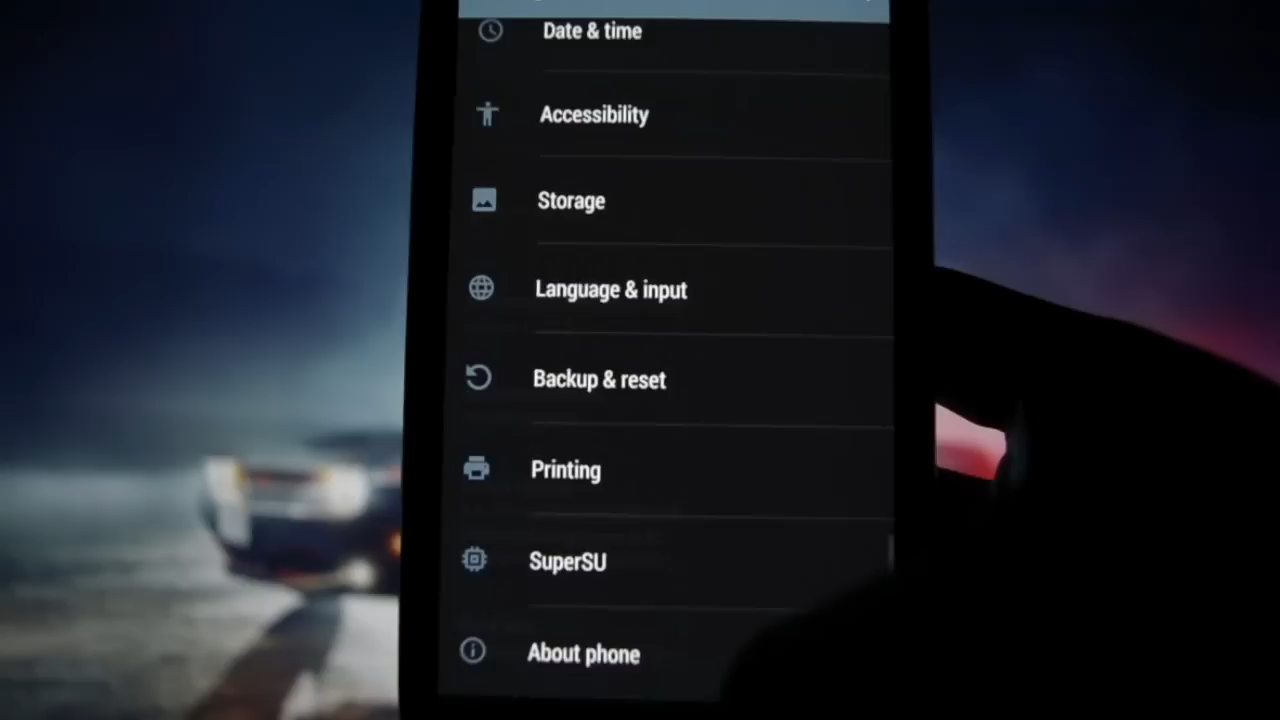 Date & time
Accessibility
Storage
Language & input
Backup & reset
Printing
SuperSU
About phone